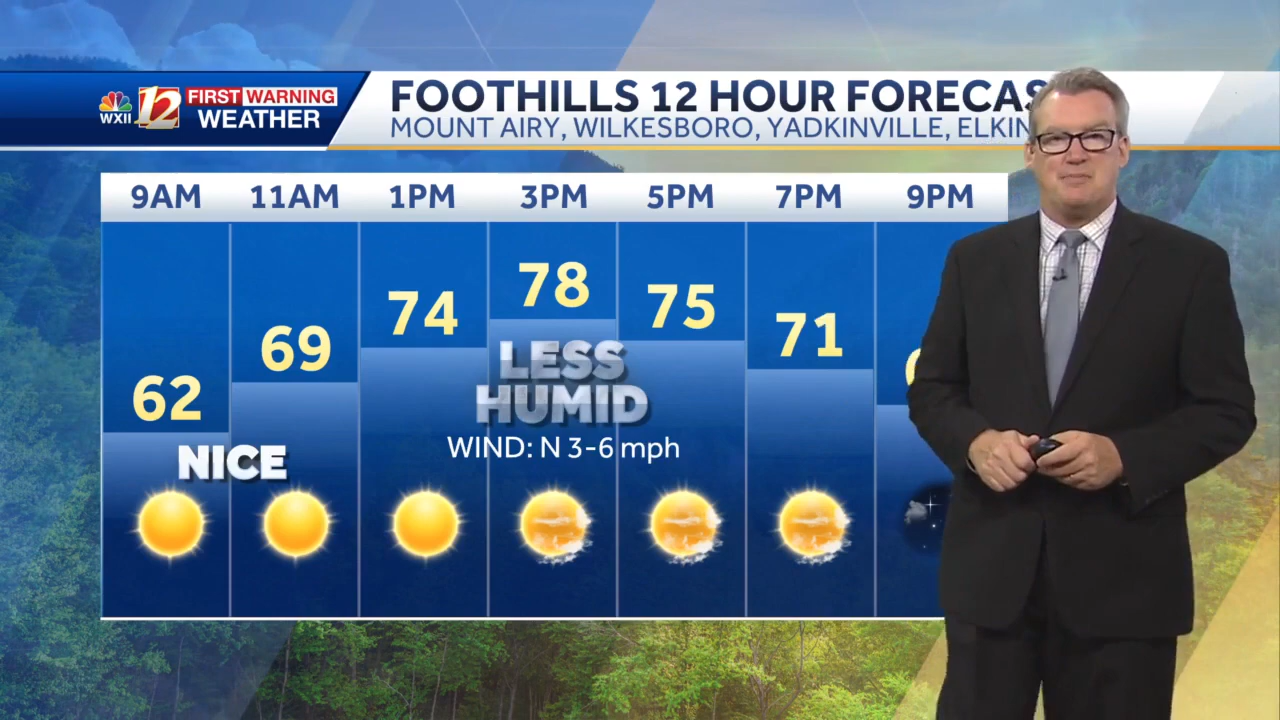 WXII 12 FIRST WARNING
WEATHER
FOOTHILLS 12 HOUR
MOUNT AIRY, WILKESBORO, YADKINVILLE, ELKIN
9AM 11AM 1PM 3PM 5PM 7PM 9PM
62 69 74 78 75 71
NICE
LESS
HUMID
WIND: N 3-6 mph